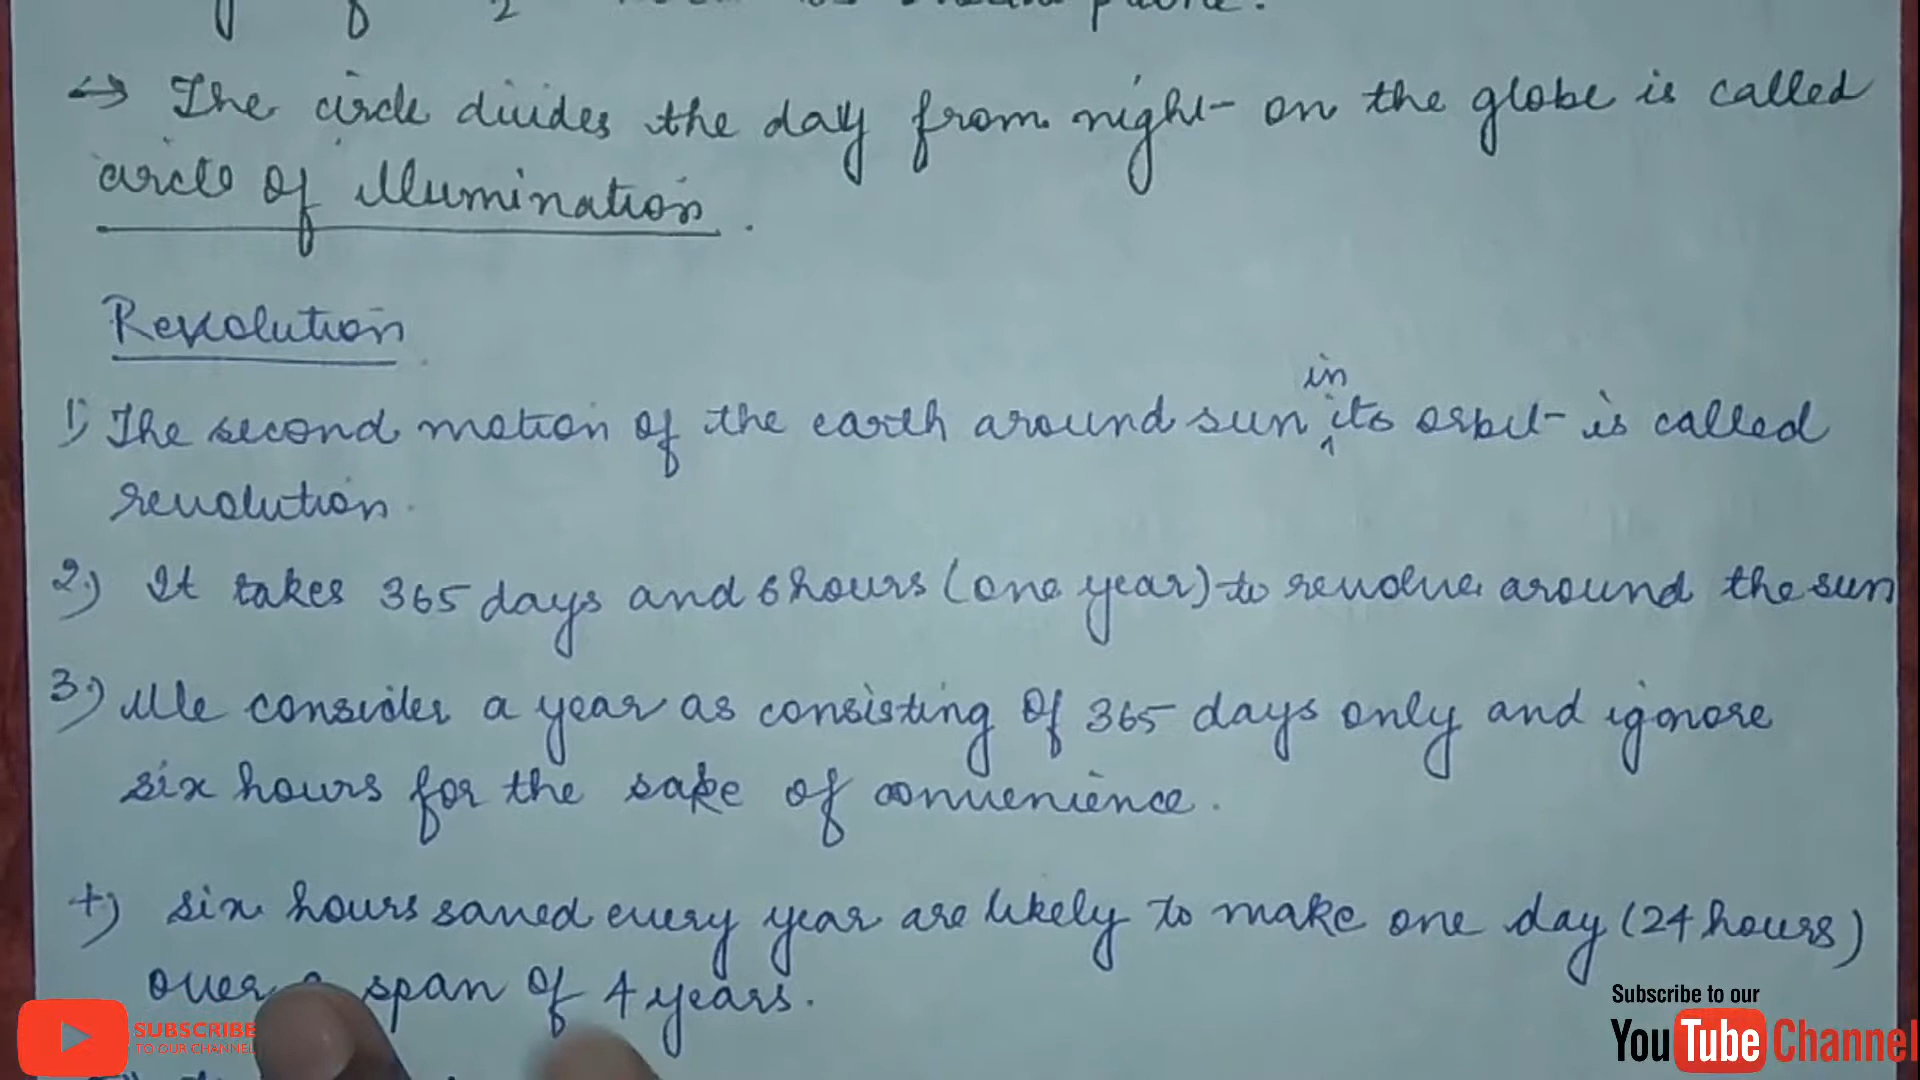 orbital plane.
→ The circle divides the day from night on the globe is called
circle of illumination.
Revolution
in
1) The second motion of the earth around sun its orbit is called
revolution.
2) It takes 365 days and 6 hours (one year) to revolve around the sun
3) We consider a year as consisting of 365 days only and ignore
six hours for the sake of convenience.
4) six hours saved every year are likely to make one day (24 hours)
over span of 4 years.
SUBSCRIBE
TO OUR CHANNEL
Subscribe to our
YouTube Channel